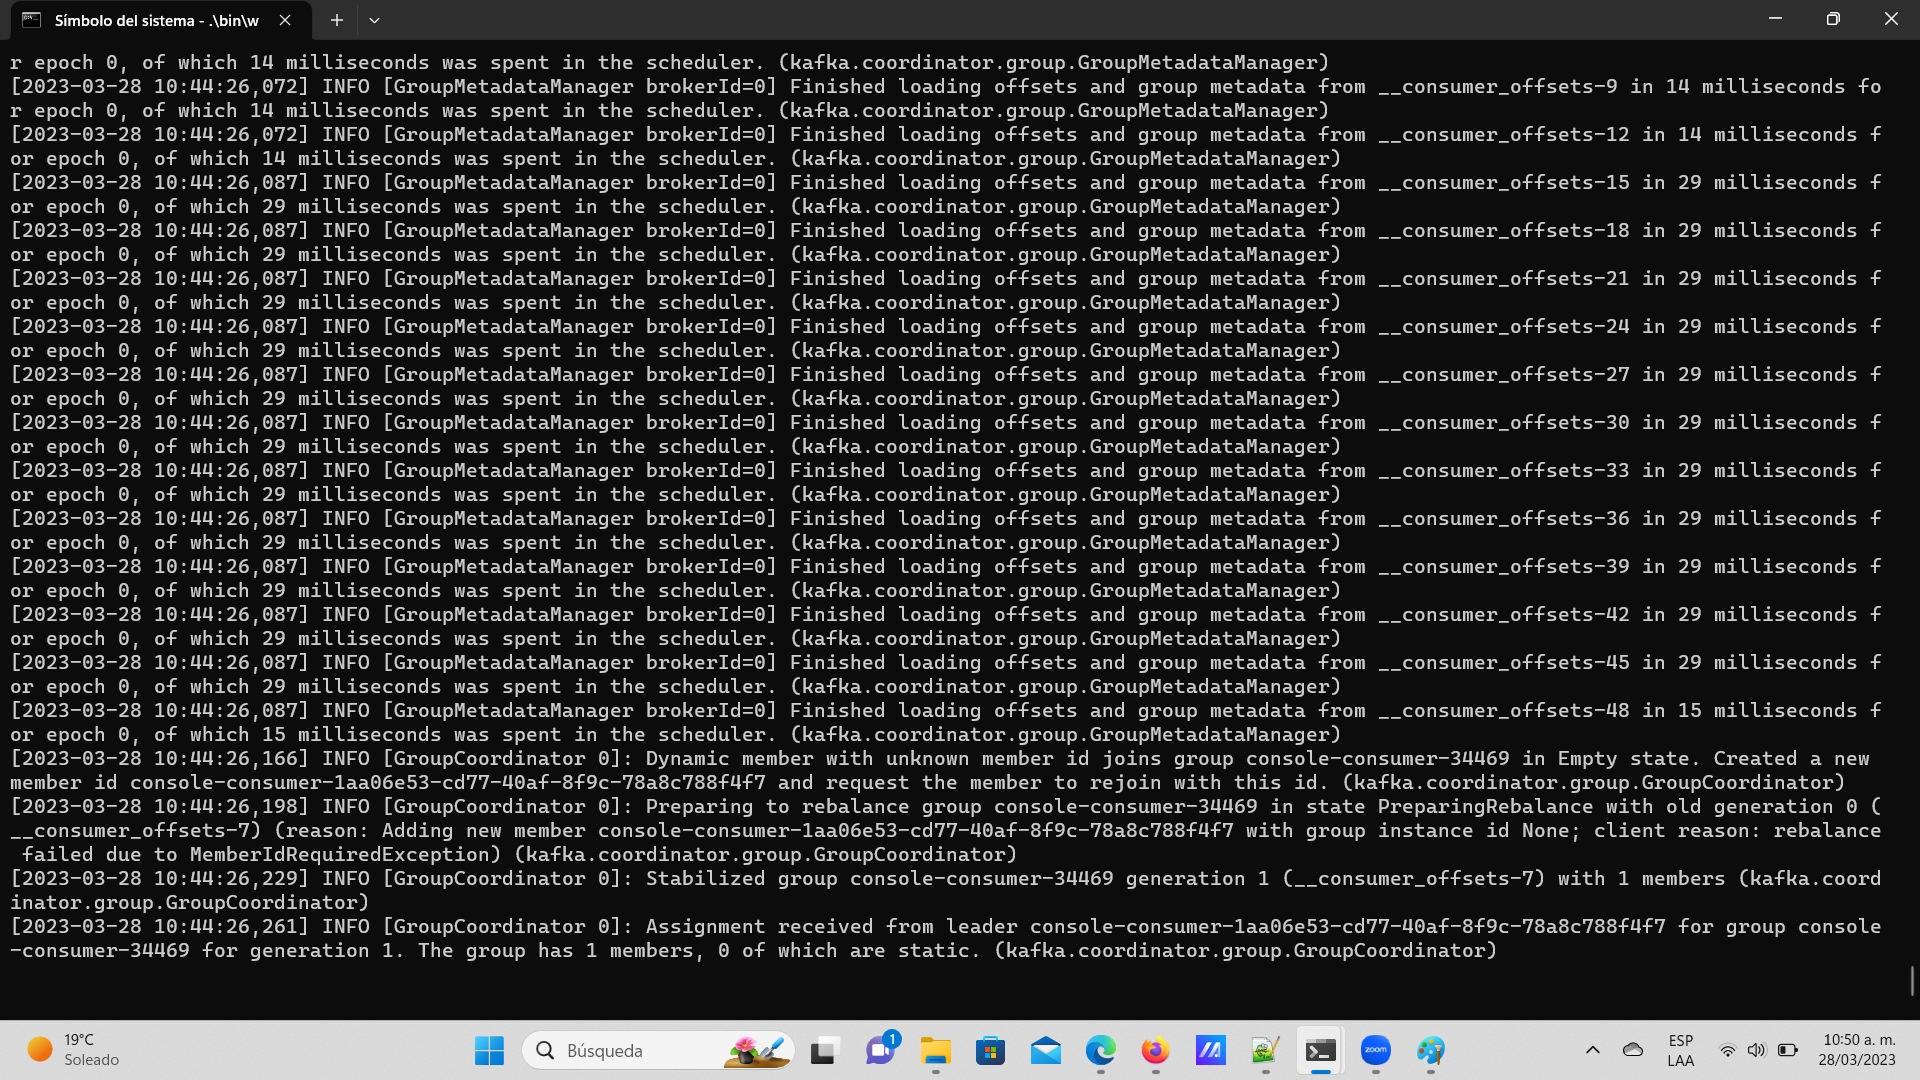 Símbolo del sistema - .\bin\w
r epoch 0, of which 14 milliseconds was spent in the scheduler. (kafka.coordinator.group.GroupMetadataManager)
[2023-03-28 10:44:26,072] INFO [GroupMetadataManager brokerId=0] Finished loading offsets and group metadata from __consumer_offsets-9 in 14 milliseconds fo
r epoch 0, of which 14 milliseconds was spent in the scheduler. (kafka.coordinator.group.GroupMetadataManager)
[2023-03-28 10:44:26,072] INFO [GroupMetadataManager brokerId=0] Finished loading offsets and group metadata from __consumer_offsets-12 in 14 milliseconds f
or epoch 0, of which 14 milliseconds was spent in the scheduler. (kafka.coordinator.group.GroupMetadataManager)
[2023-03-28 10:44:26,087] INFO [GroupMetadataManager brokerId=0] Finished loading offsets and group metadata from __consumer_offsets-15 in 29 milliseconds f
or epoch 0, of which 29 milliseconds was spent in the scheduler. (kafka.coordinator.group.GroupMetadataManager)
[2023-03-28 10:44:26,087] INFO [GroupMetadataManager brokerId=0] Finished loading offsets and group metadata from __consumer_offsets-18 in 29 milliseconds f
or epoch 0, of which 29 milliseconds was spent in the scheduler. (kafka.coordinator.group.GroupMetadataManager)
[2023-03-28 10:44:26,087] INFO [GroupMetadataManager brokerId=0] Finished loading offsets and group metadata from __consumer_offsets-21 in 29 milliseconds f
or epoch 0, of which 29 milliseconds was spent in the scheduler. (kafka.coordinator.group.GroupMetadataManager)
[2023-03-28 10:44:26,087] INFO [GroupMetadataManager brokerId=0] Finished loading offsets and group metadata from __consumer_offsets-24 in 29 milliseconds f
or epoch 0, of which 29 milliseconds was spent in the scheduler. (kafka.coordinator.group.GroupMetadataManager)
[2023-03-28 10:44:26,087] INFO [GroupMetadataManager brokerId=0] Finished loading offsets and group metadata from __consumer_offsets-27 in 29 milliseconds f
or epoch 0, of which 29 milliseconds was spent in the scheduler. (kafka.coordinator.group.GroupMetadataManager)
[2023-03-28 10:44:26,087] INFO [GroupMetadataManager brokerId=0] Finished loading offsets and group metadata from __consumer_offsets-30 in 29 milliseconds f
or epoch 0, of which 29 milliseconds was spent in the scheduler. (kafka.coordinator.group.GroupMetadataManager)
[2023-03-28 10:44:26,087] INFO [GroupMetadataManager brokerId=0] Finished loading offsets and group metadata from __consumer_offsets-33 in 29 milliseconds f
or epoch 0, of which 29 milliseconds was spent in the scheduler. (kafka.coordinator.group.GroupMetadataManager)
[2023-03-28 10:44:26,087] INFO [GroupMetadataManager brokerId=0] Finished loading offsets and group metadata from __consumer_offsets-36 in 29 milliseconds f
or epoch 0, of which 29 milliseconds was spent in the scheduler. (kafka.coordinator.group.GroupMetadataManager)
[2023-03-28 10:44:26,087] INFO [GroupMetadataManager brokerId=0] Finished loading offsets and group metadata from __consumer_offsets-39 in 29 milliseconds f
or epoch 0, of which 29 milliseconds was spent in the scheduler. (kafka.coordinator.group.GroupMetadataManager)
[2023-03-28 10:44:26,087] INFO [GroupMetadataManager brokerId=0] Finished loading offsets and group metadata from __consumer_offsets-42 in 29 milliseconds f
or epoch 0, of which 29 milliseconds was spent in the scheduler. (kafka.coordinator.group.GroupMetadataManager)
[2023-03-28 10:44:26,087] INFO [GroupMetadataManager brokerId=0] Finished loading offsets and group metadata from __consumer_offsets-45 in 29 milliseconds f
or epoch 0, of which 29 milliseconds was spent in the scheduler. (kafka.coordinator.group.GroupMetadataManager)
[2023-03-28 10:44:26,087] INFO [GroupMetadataManager brokerId=0] Finished loading offsets and group metadata from __consumer_offsets-48 in 15 milliseconds f
or epoch 0, of which 15 milliseconds was spent in the scheduler. (kafka.coordinator.group.GroupMetadataManager)
[2023-03-28 10:44:26,166] INFO [GroupCoordinator 0]: Dynamic member with unknown member id joins group console-consumer-34469 in Empty state. Created a new
member id console-consumer-1aa06e53-cd77-40af-8f9c-78a8c788f4f7 and request the member to rejoin with this id. (kafka.coordinator.group.GroupCoordinator)
[2023-03-28 10:44:26,198] INFO [GroupCoordinator 0]: Preparing to rebalance group console-consumer-34469 in state PreparingRebalance with old generation 0 (
__consumer_offsets-7) (reason: Adding new member console-consumer-1aa06e53-cd77-40af-8f9c-78a8c788f4f7 with group instance id None; client reason: rebalance
failed due to MemberIdRequiredException) (kafka.coordinator.group.GroupCoordinator)
[2023-03-28 10:44:26,229] INFO [GroupCoordinator 0]: Stabilized group console-consumer-34469 generation 1 (__consumer_offsets-7) with 1 members (kafka.coord
inator.group.GroupCoordinator)
[2023-03-28 10:44:26,261] INFO [GroupCoordinator 0]: Assignment received from leader console-consumer-1aa06e53-cd77-40af-8f9c-78a8c788f4f7 for group console
-consumer-34469 for generation 1. The group has 1 members, 0 of which are static. (kafka.coordinator.group.GroupCoordinator)
19°C
Soleado
Búsqueda
1
zoom
ESP
LAA
10:50 a. m.
28/03/2023